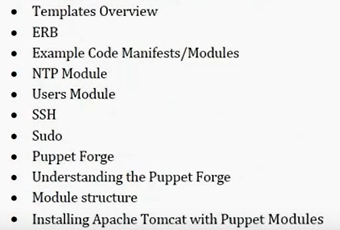 • Templates Overview
• ERB
• Example Code Manifests/Modules
• NTP Module
• Users Module
• SSH
• Sudo
• Puppet Forge
• Understanding the Puppet Forge
• Module structure
• Installing Apache Tomcat with Puppet Modules